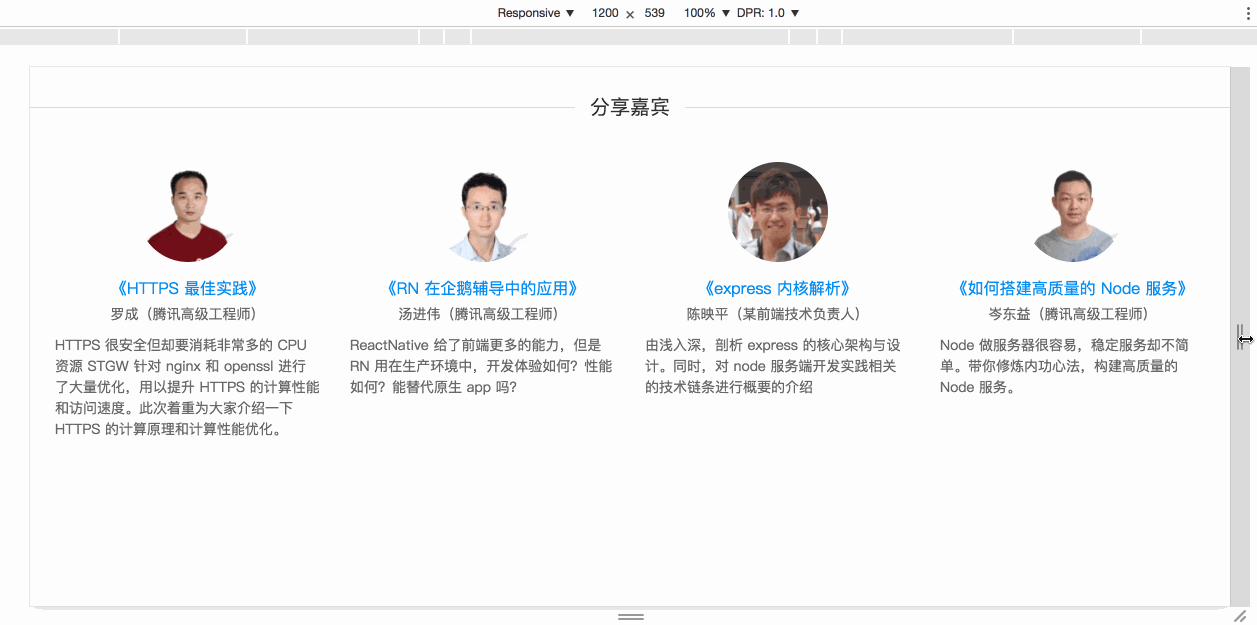 Responsive ▼ 1200 × 539 100% ▼ DPR: 1.0 ▼
分享嘉宾
《HTTPS 最佳实践》
罗成（腾讯高级工程师）
HTTPS 很安全但却要消耗非常多的 CPU
资源 STGW 针对 nginx 和 openssl 进行
了大量优化，用以提升 HTTPS 的计算性能
和访问速度。此次着重为大家介绍一下
HTTPS 的计算原理和计算性能优化。
《RN 在企鹅辅导中的应用》
汤进伟（腾讯高级工程师）
ReactNative 给了前端更多的能力，但是
RN 用在生产环境中，开发体验如何？性能
如何？能替代原生 app 吗？
《express 内核解析》
陈映平（某前端技术负责人）
由浅入深，剖析 express 的核心架构与设
计。同时，对 node 服务端开发实践相关
的技术链条进行概要的介绍
《如何搭建高质量的 Node 服务》
岑东益（腾讯高级工程师）
Node 做服务器很容易，稳定服务却不简
单。带你修炼内功心法，构建高质量的
Node 服务。